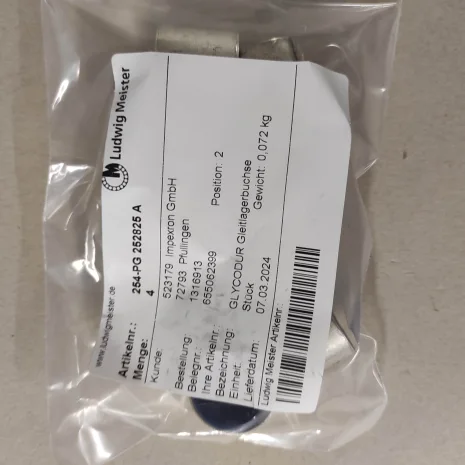 Ludwig Meister
www.ludwigmeister.de
Artikelnr.: 254-PG 252825 A
Menge: 4
Kunde: 523179 Impexron GmbH
72793 Pfullingen
Bestellung: 1316913 Position: 2
Belegnr.: 655062399
Ihre Artikelnr.:
Bezeichnung: GLYCODUR Gleitlagerbuchse
Einheit: Stück Gewicht: 0,072 kg
Lieferdatum: 07.03.2024
Ludwig Meister Artikelnr.: